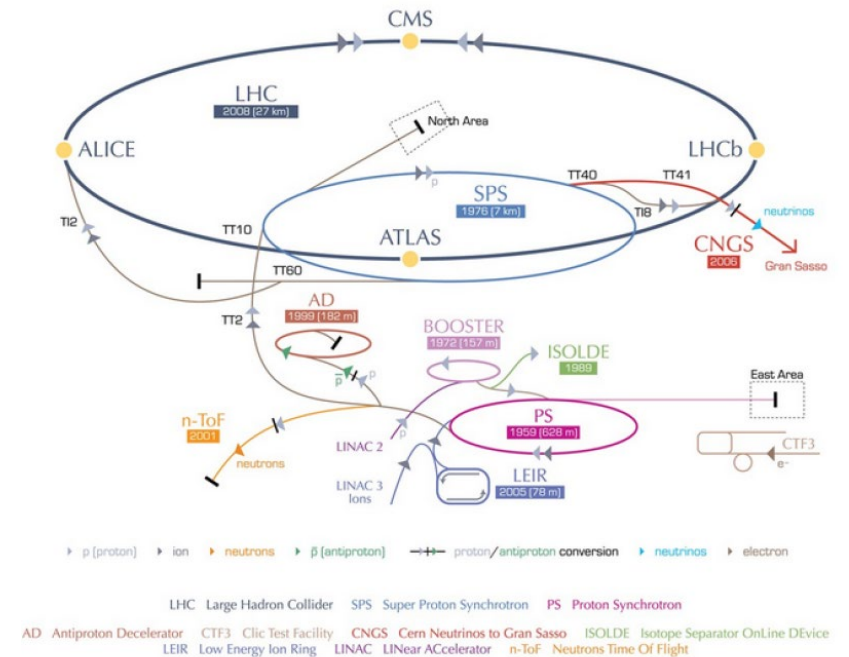 CMS
LHC
2008 (27 km)
North Area
ALICE
LHCb
TT40
TT41
p
SPS
1976 (7 km)
TI8
neutrinos
TI2
TT10
ATLAS
CNGS
2006
Gran Sasso
TT60
AD
1999 (182 m)
TT2
BOOSTER
1972 (157 m)
ISOLDE
1989
p̅
p
East Area
n-ToF
2001
PS
1959 (628 m)
p
LINAC 2
neutrons
CTF3
e-
LINAC 3
Ions
LEIR
2005 (78 m)
p (proton) ion neutrons p̅ (antiproton) proton/antiproton conversion neutrinos electron
LHC Large Hadron Collider SPS Super Proton Synchrotron PS Proton Synchrotron
AD Antiproton Decelerator CTF3 Clic Test Facility CNGS Cern Neutrinos to Gran Sasso ISOLDE Isotope Separator OnLine DEvice
LEIR Low Energy Ion Ring LINAC LINear ACcelerator n-ToF Neutrons Time Of Flight